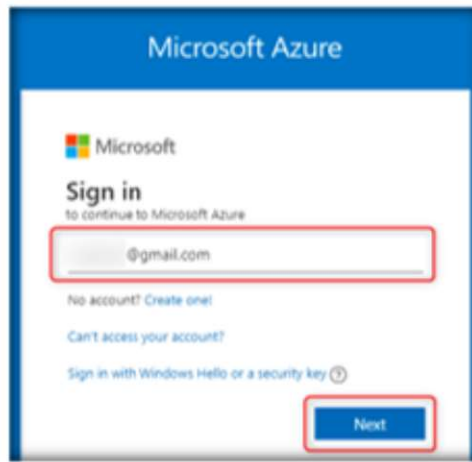 Microsoft Azure
Microsoft
Sign in
to continue to Microsoft Azure
@gmail.com
No account? Create one!
Can't access your account?
Sign in with Windows Hello or a security key ?
Next